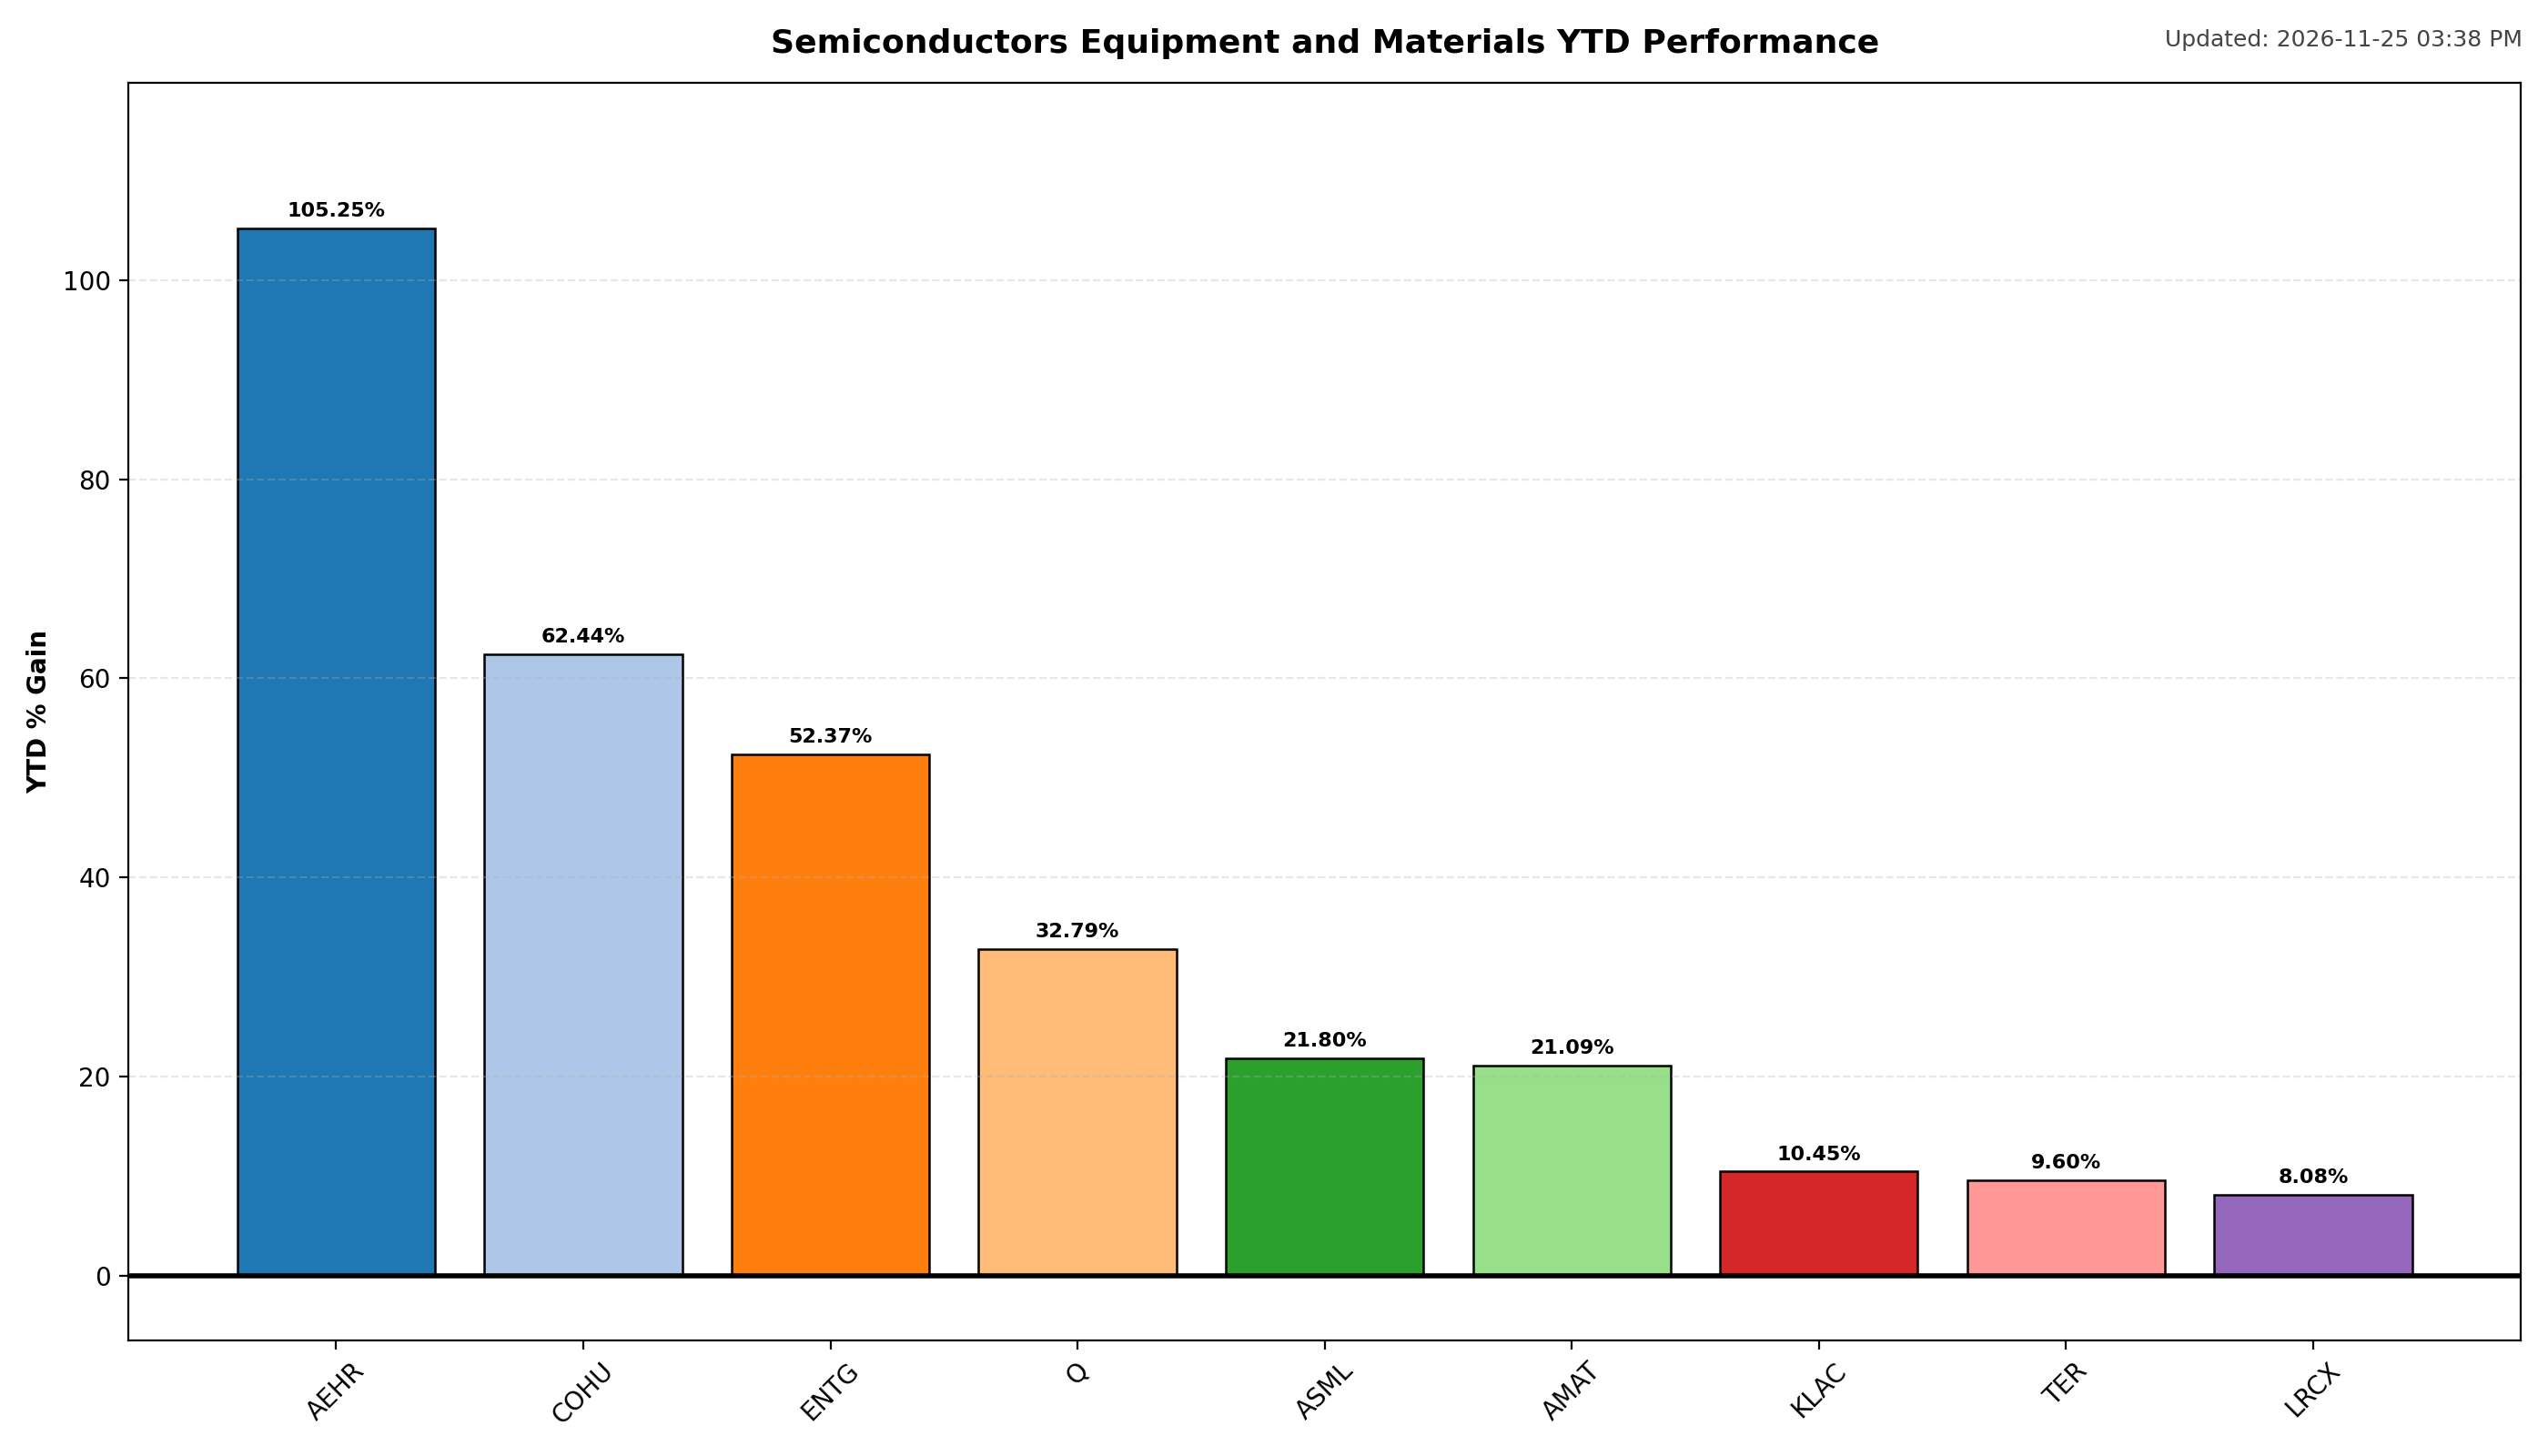 Semiconductors Equipment and Materials YTD Performance
Updated: 2026-11-25 03:38 PM
YTD % Gain
100
80
60
40
20
0
105.25%
62.44%
52.37%
32.79%
21.80%
21.09%
10.45%
9.60%
8.08%
AEHR
COHU
ENTG
Q
ASML
AMAT
KLAC
TER
LRCX